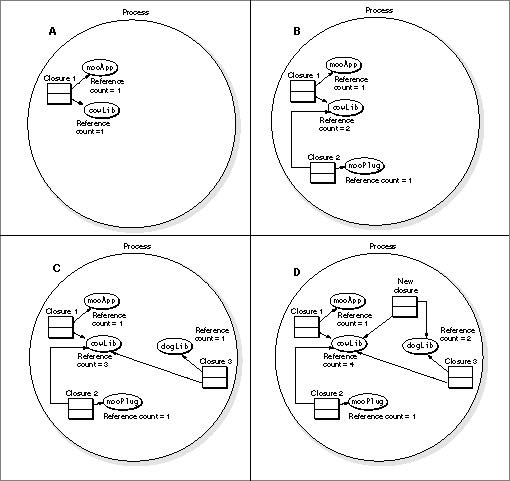 Process
A
mooApp
Closure 1
Reference
count = 1
cowLib
Reference
count =1
Process
B
mooApp
Closure 1
Reference
count = 1
cowLib
Reference
count = 2
Closure 2
mooPlug
Reference count = 1
Process
C
mooApp
Closure 1
Reference
count = 1
cowLib
Reference
count = 3
Reference
count = 1
dogLib
Closure 3
Closure 2
mooPlug
Reference count = 1
Process
D
New
closure
mooApp
Closure 1
Reference
count = 1
cowLib
Reference
count = 4
Reference
count = 2
dogLib
Closure 3
Closure 2
mooPlug
Reference count = 1